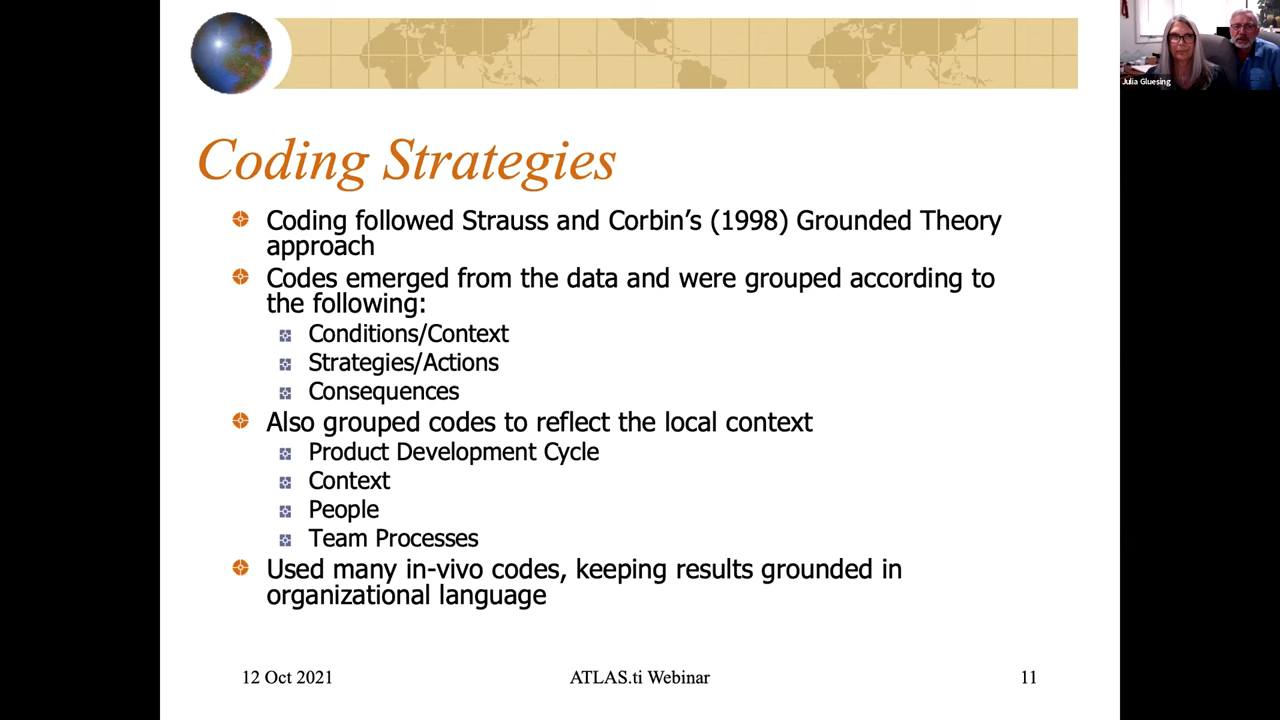 Julia Gluesing
Coding Strategies
Coding followed Strauss and Corbin’s (1998) Grounded Theory
approach
Codes emerged from the data and were grouped according to
the following:
Conditions/Context
Strategies/Actions
Consequences
Also grouped codes to reflect the local context
Product Development Cycle
Context
People
Team Processes
Used many in-vivo codes, keeping results grounded in
organizational language
12 Oct 2021
ATLAS.ti Webinar
11